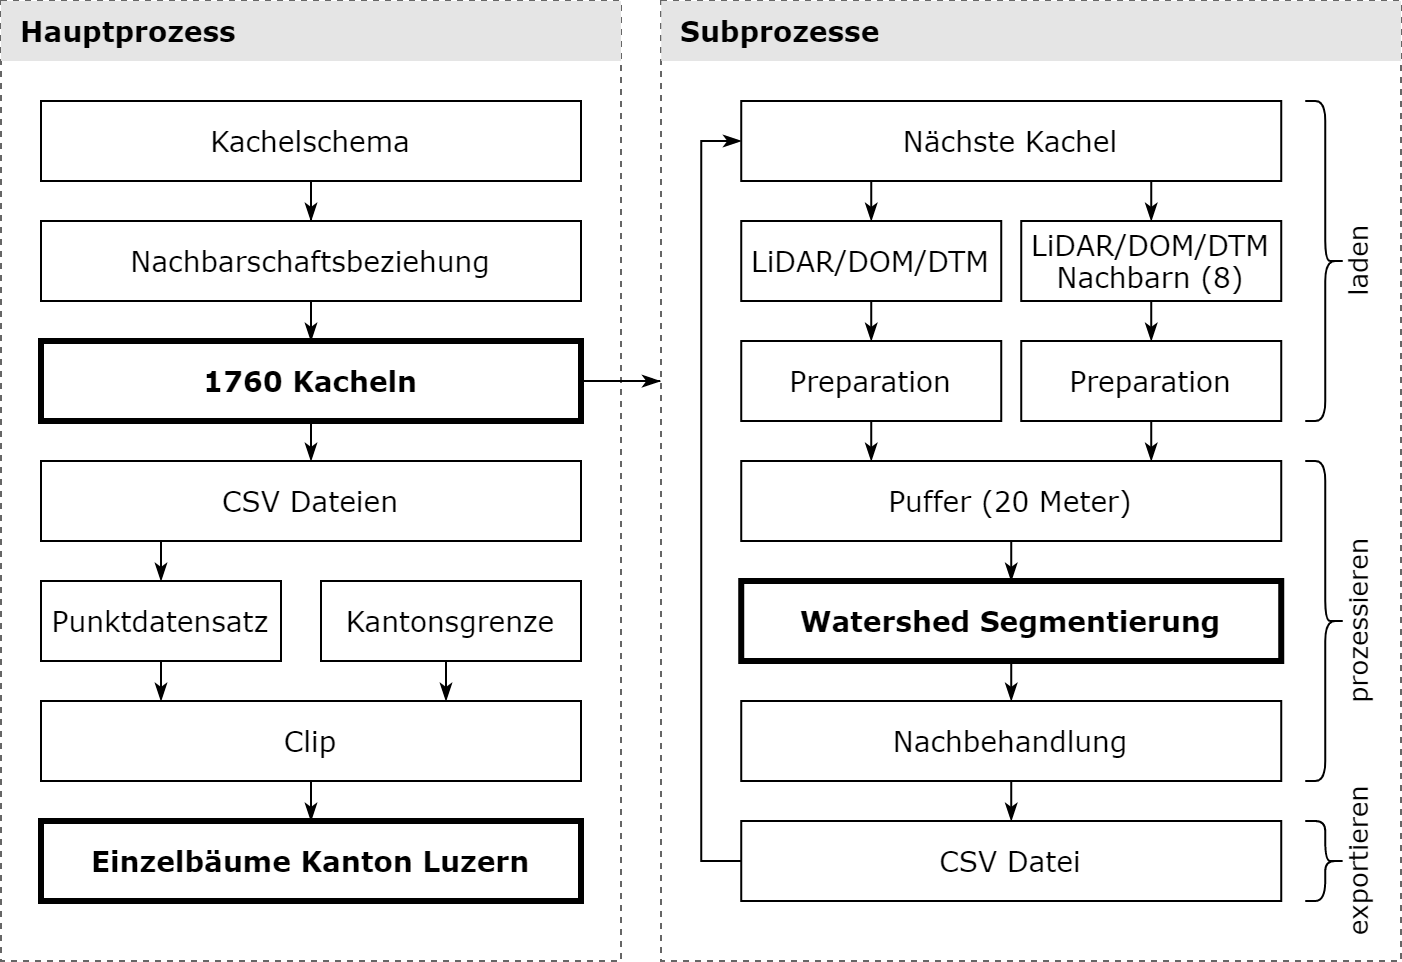 Hauptprozess
Kachelschema
Nachbarschaftsbeziehung
1760 Kacheln
CSV Dateien
Punktdatensatz
Kantonsgrenze
Clip
Einzelbäume Kanton Luzern
Subprozesse
Nächste Kachel
LiDAR/DOM/DTM
LiDAR/DOM/DTM
Nachbarn (8)
Preparation
Preparation
Puffer (20 Meter)
Watershed Segmentierung
Nachbehandlung
CSV Datei
laden
prozessieren
exportieren